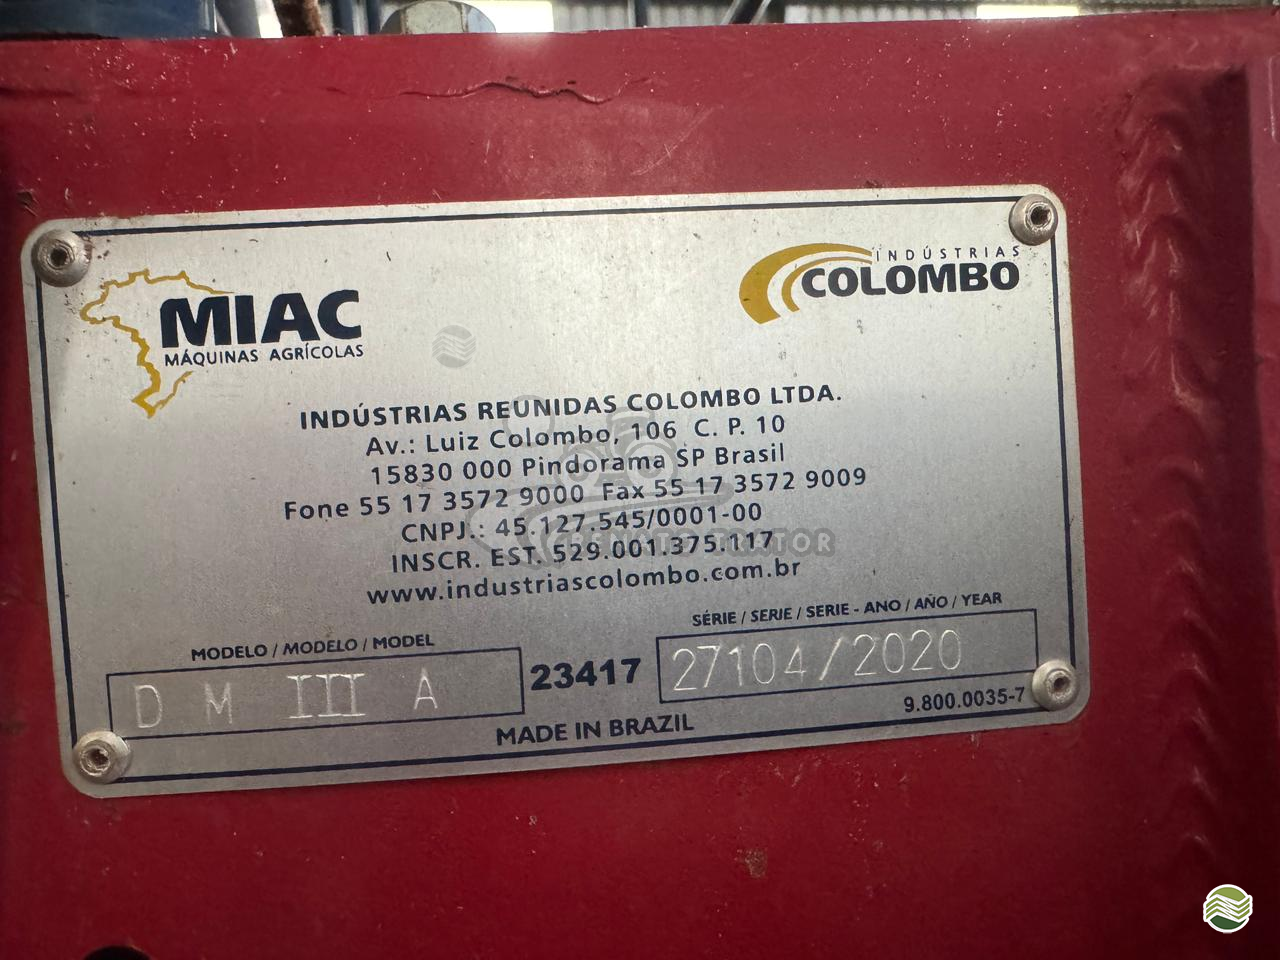 MIAC
MÁQUINAS AGRÍCOLAS
INDÚSTRIAS
COLOMBO
INDÚSTRIAS REUNIDAS COLOMBO LTDA.
Av.: Luiz Colombo, 106 C. P. 10
15830 000 Pindorama SP Brasil
Fone 55 17 3572 9000 Fax 55 17 3572 9009
CNPJ.: 45.127.545/0001-00
INSCR. EST. 529.001.375.117
www.industriascolombo.com.br
MODELO / MODÉLO / MODEL
D M III A
23417
SÉRIE / SERIE / SERIE - ANO / AÑO / YEAR
27104/2020
9.800.0035-7
MADE IN BRAZIL